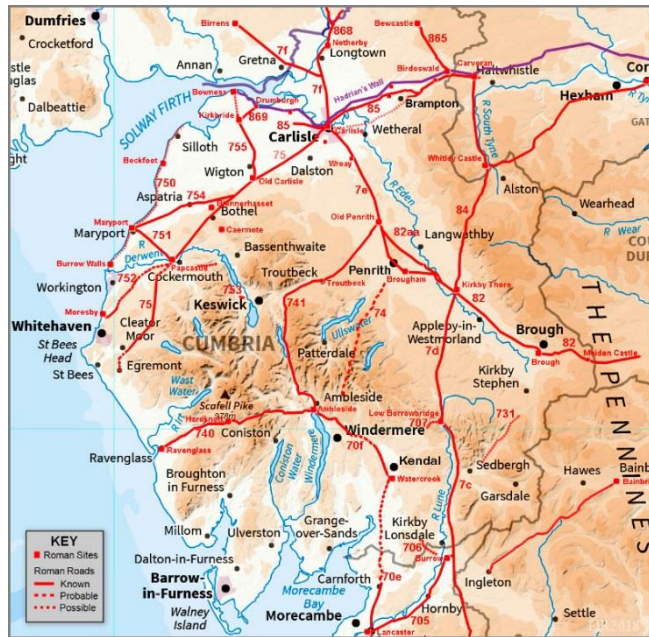 Dumfries
Crocketford
Dalbeattie
Birrens
7f
868
Netherby
Longtown
Bewcastle
865
Annan
Gretna
7f
Birdoswald
Carvoran
Haltwhistle
Hexham
R South Tyne
SOLWAY FIRTH
Bowness
Drumburgh
Hadrian's Wall
85
Brampton
Kirkbride
869
85
Carlisle
Carlisle
Wetheral
Silloth
755
75
Wigton
Dalston
Wreay
Whitley Castle
Beckfoot
750
Old Carlisle
7e
R Eden
Alston
Aspatria
754
Blennerhasset
Bothel
Old Penrith
84
Wearhead
R Wear
Maryport
Maryport
751
Caermote
82aa
Langwathby
Bassenthwaite
R Derwent
Burrow Walls
Papcastle
Cockermouth
Troutbeck
Penrith
Workington
752
Troutbeck
Brougham
Kirkby Thore
753
Keswick
741
74
82
Moresby
75
Whitehaven
Ullswater
Appleby-in-
Westmorland
Brough
St Bees
Head
Cleator
Moor
CUMBRIA
Patterdale
7d
Brough
82
Maiden Castle
St Bees
Egremont
Kirkby
Stephen
Wast
Water
Scafell Pike
978m
Ambleside
Ambleside
Low Borrowbridge
707
731
THE PENNINES
740
Coniston
Windermere
70f
Ravenglass
Ravenglass
Coniston
Water
Windermere
Kendal
Sedbergh
Hawes
Broughton
in Furness
Watercrook
7c
Garsdale
R Lune
Millom
Ulverston
Grange-
over-Sands
Kirkby
Lonsdale
706
Burrow
Dalton-in-Furness
Carnforth
70e
Ingleton
Barrow-
in-Furness
Walney
Island
Morecambe
Bay
Morecambe
Hornby
705
Settle
Lancaster
KEY
Roman Sites
Roman Roads
Known
Probable
Possible